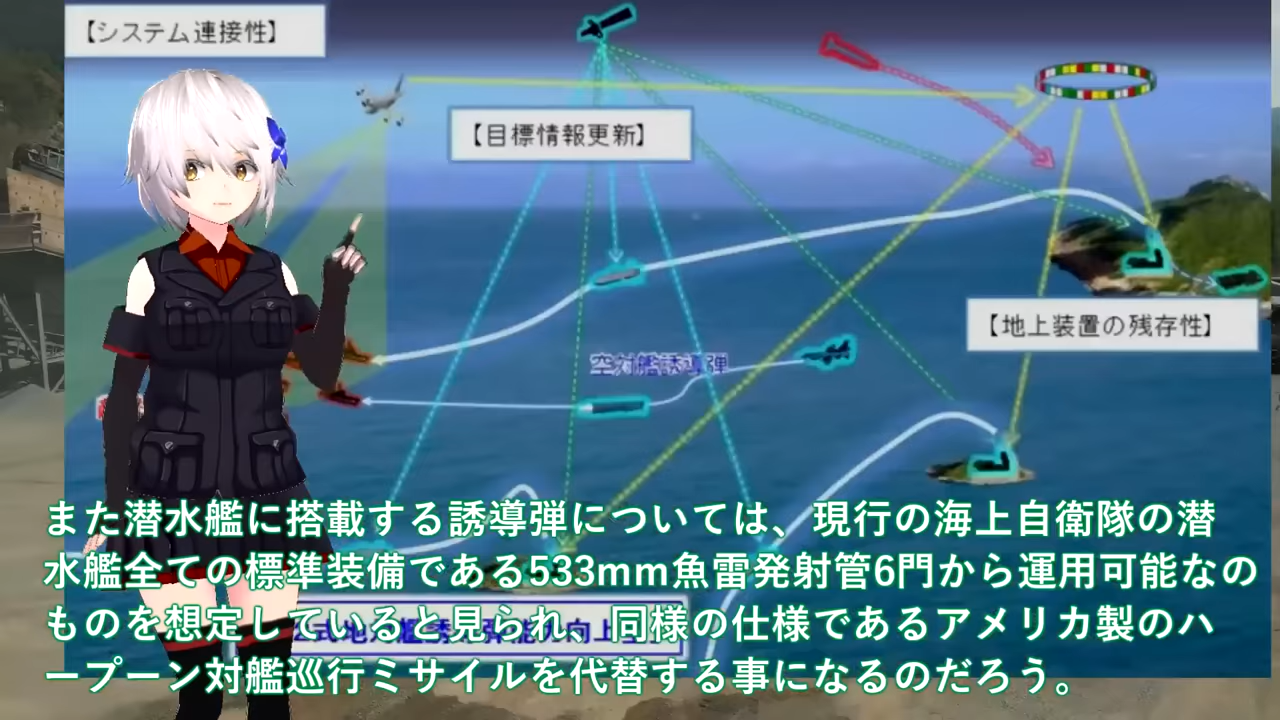 【システム連接性】
【目標情報更新】
【地上装置の残存性】
空対艦誘導弾
また潜水艦に搭載する誘導弾については、現行の海上自衛隊の潜
水艦全ての標準装備である533mm魚雷発射管6門から運用可能なの
ものを想定していると見られ、同様の仕様であるアメリカ製のハ
ープーン対艦巡行ミサイルを代替する事になるのだろう。